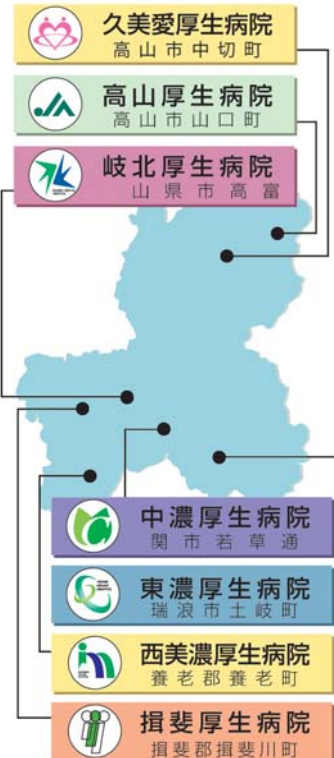 久美愛厚生病院
高山市中切町
高山厚生病院
高山市山口町
岐北厚生病院
山県市高富
中濃厚生病院
関市若草通
東濃厚生病院
瑞浪市土岐町
西美濃厚生病院
養老郡養老町
揖斐厚生病院
揖斐郡揖斐川町